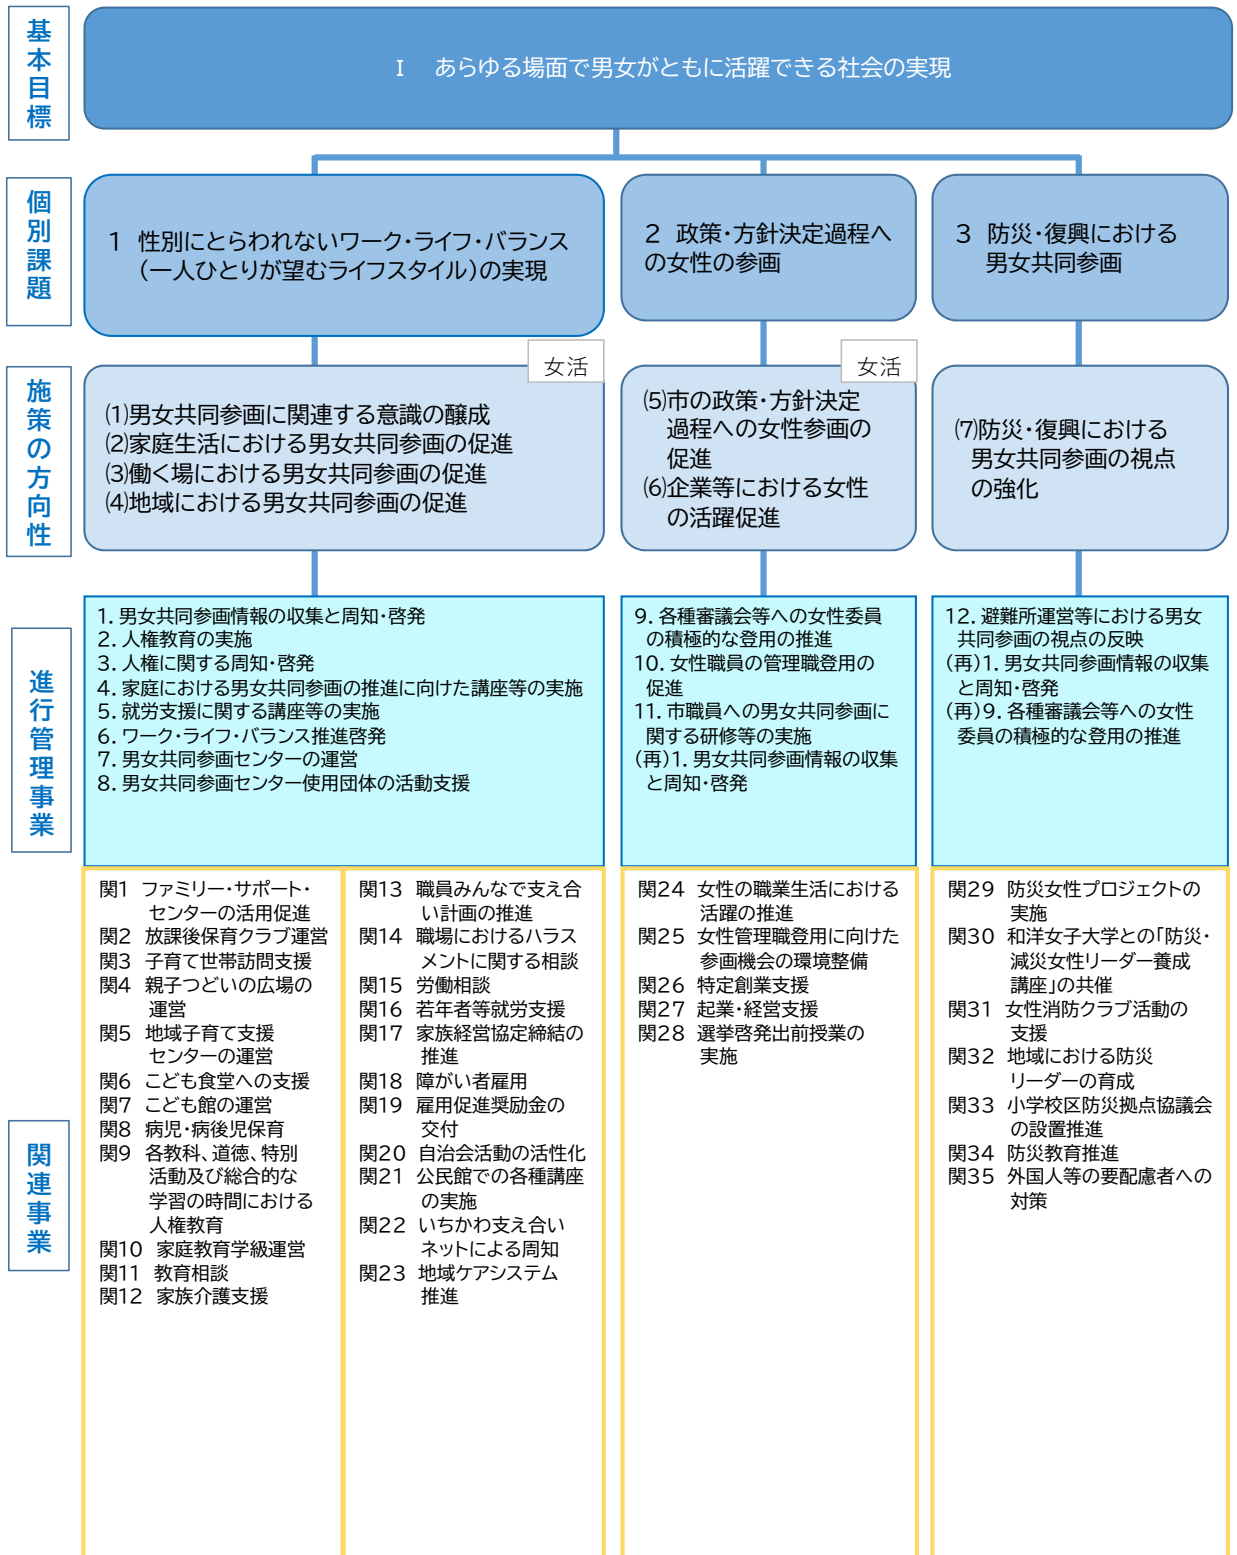 基本目標
Ⅰ　あらゆる場面で男女がともに活躍できる社会の実現
個別課題
1　性別にとらわれないワーク・ライフ・バランス
（一人ひとりが望むライフスタイル）の実現
2　政策・方針決定過程へ
の女性の参画
3　防災・復興における
男女共同参画
施策の方向性
女活
⑴男女共同参画に関連する意識の醸成
⑵家庭生活における男女共同参画の促進
⑶働く場における男女共同参画の促進
⑷地域における男女共同参画の促進
女活
⑸市の政策・方針決定
過程への女性参画の
促進
⑹企業等における女性
の活躍促進
⑺防災・復興における
男女共同参画の視点
の強化
進行管理事業
1．男女共同参画情報の収集と周知・啓発
2．人権教育の実施
3．人権に関する周知・啓発
4．家庭における男女共同参画の推進に向けた講座等の実施
5．就労支援に関する講座等の実施
6．ワーク・ライフ・バランス推進啓発
7．男女共同参画センターの運営
8．男女共同参画センター使用団体の活動支援
9．各種審議会等への女性委員
の積極的な登用の推進
10．女性職員の管理職登用の
促進
11．市職員への男女共同参画に
関する研修等の実施
（再）1．男女共同参画情報の収集
と周知・啓発
12．避難所運営等における男女
共同参画の視点の反映
（再）1．男女共同参画情報の収集
と周知・啓発
（再）9．各種審議会等への女性
委員の積極的な登用の推進
関連事業
関1　ファミリー・サポート・
センターの活用促進
関2　放課後保育クラブ運営
関3　子育て世帯訪問支援
関4　親子つどいの広場の
運営
関5　地域子育て支援
センターの運営
関6　こども食堂への支援
関7　こども館の運営
関8　病児・病後児保育
関9　各教科、道徳、特別
活動及び総合的な
学習の時間における
人権教育
関10　家庭教育学級運営
関11　教育相談
関12　家族介護支援
関13　職員みんなで支え合
い計画の推進
関14　職場におけるハラス
メントに関する相談
関15　労働相談
関16　若年者等就労支援
関17　家族経営協定締結の
推進
関18　障がい者雇用
関19　雇用促進奨励金の
交付
関20　自治会活動の活性化
関21　公民館での各種講座
の実施
関22　いちかわ支え合い
ネットによる周知
関23　地域ケアシステム
推進
関24　女性の職業生活における
活躍の推進
関25　女性管理職登用に向けた
参画機会の環境整備
関26　特定創業支援
関27　起業・経営支援
関28　選挙啓発出前授業の
実施
関29　防災女性プロジェクトの
実施
関30　和洋女子大学との「防災・
減災女性リーダー養成
講座」の共催
関31　女性消防クラブ活動の
支援
関32　地域における防災
リーダーの育成
関33　小学校区防災拠点協議会
の設置推進
関34　防災教育推進
関35　外国人等の要配慮者への
対策